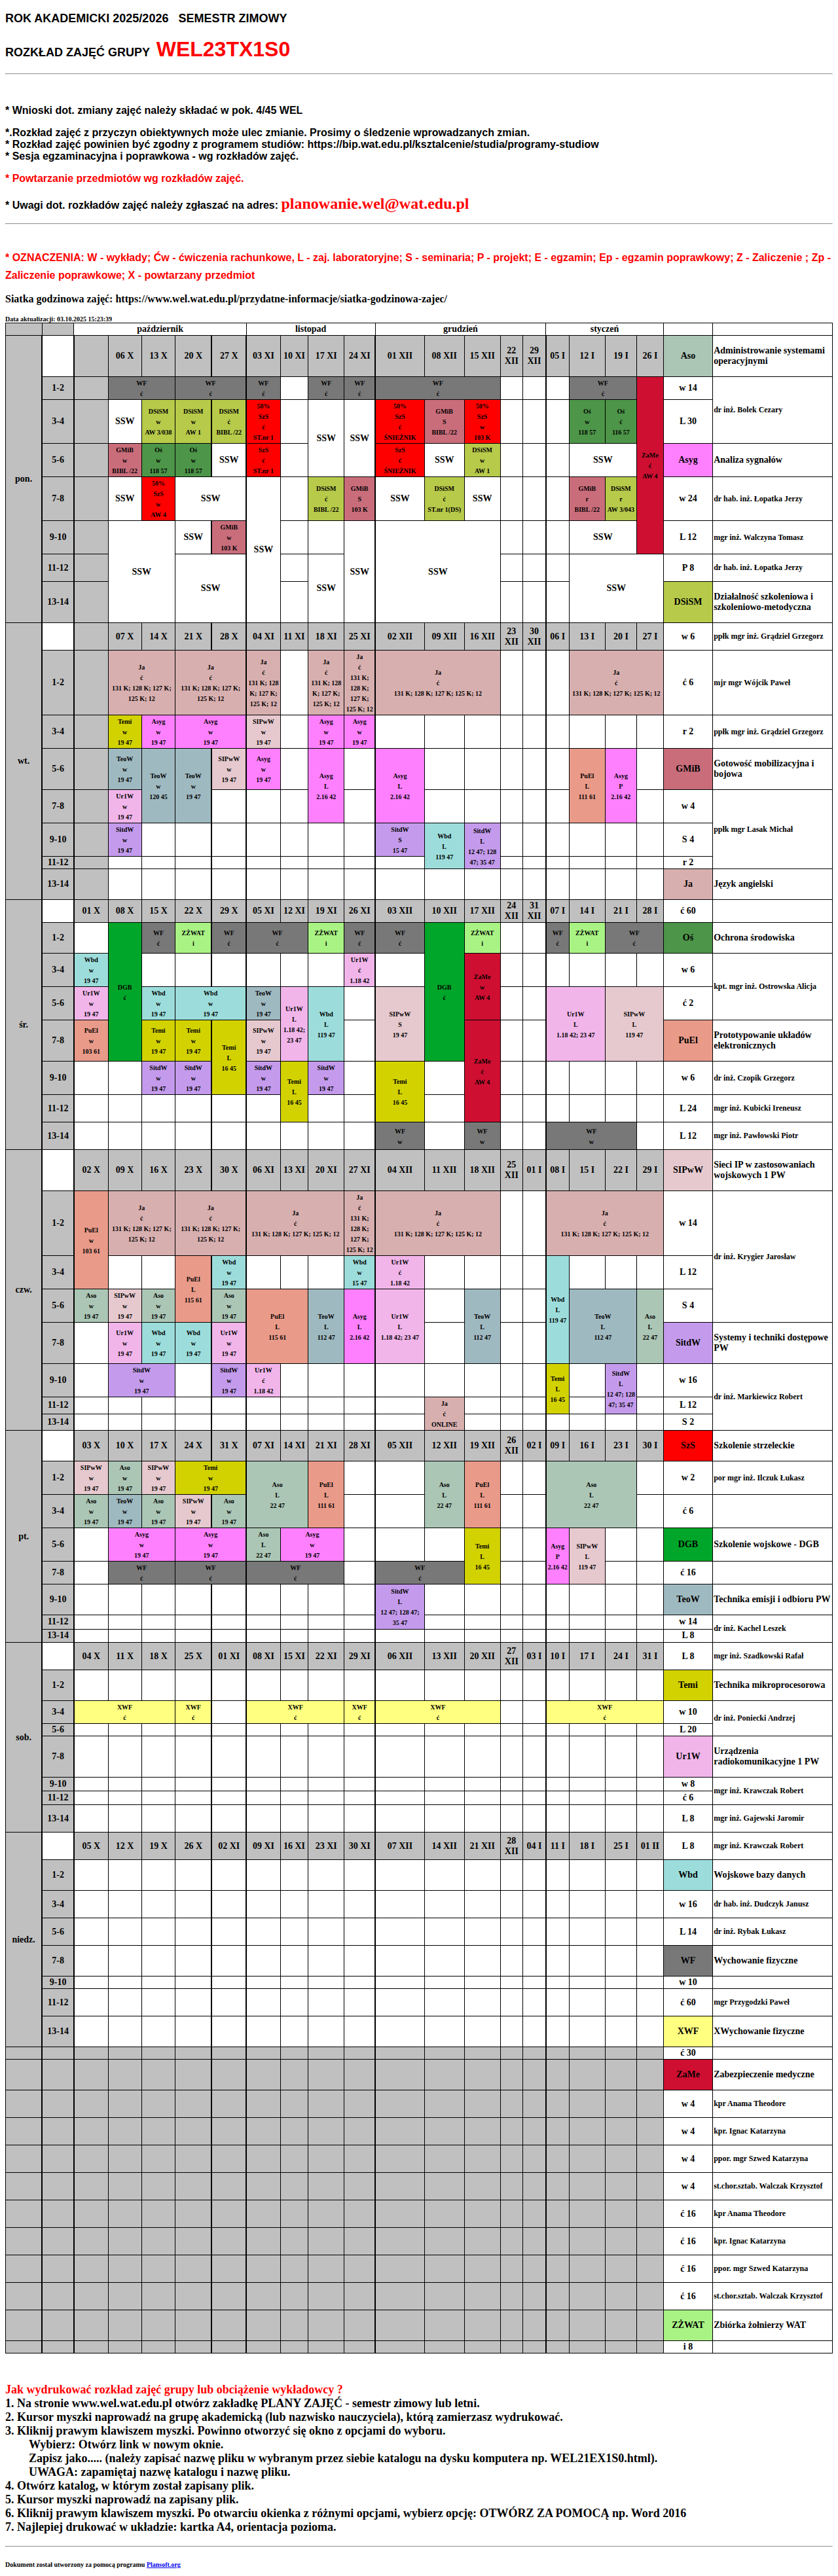 ROK AKADEMICKI 2025/2026 SEMESTR ZIMOWY
ROZKŁAD ZAJĘĆ GRUPY WEL23TX1S0
* Wnioski dot. zmiany zajęć należy składać w pok. 4/45 WEL
*.Rozkład zajęć z przyczyn obiektywnych może ulec zmianie. Prosimy o śledzenie wprowadzanych zmian.
* Rozkład zajęć powinien być zgodny z programem studiów: https://bip.wat.edu.pl/ksztalcenie/studia/programy-studiow
* Sesja egzaminacyjna i poprawkowa - wg rozkładów zajęć.
* Powtarzanie przedmiotów wg rozkładów zajęć.
* Uwagi dot. rozkładów zajęć należy zgłaszać na adres: planowanie.wel@wat.edu.pl
* OZNACZENIA: W - wykłady; Ćw - ćwiczenia rachunkowe, L - zaj. laboratoryjne; S - seminaria; P - projekt; E - egzamin; Ep - egzamin poprawkowy; Z - Zaliczenie ; Zp -
Zaliczenie poprawkowe; X - powtarzany przedmiot
Siatka godzinowa zajęć: https://www.wel.wat.edu.pl/przydatne-informacje/siatka-godzinowa-zajec/
Data aktualizacji: 03.10.2025 15:23:39
październik listopad grudzień styczeń
pon. 06 X 13 X 20 X 27 X 03 XI 10 XI 17 XI 24 XI 01 XII 08 XII 15 XII 22 XII 29 XII 05 I 12 I 19 I 26 I Aso Administrowanie systemami operacyjnymi
1-2 WF ć WF ć WF ć WF ć WF ć WF ć WF ć ZaMe ć AW 4 w 14 dr inż. Bolek Cezary
3-4 SSW DSiSM w AW 3/038 DSiSM w AW 1 DSiSM ć BIBL /22 50% SzS ć ST.nr 1 SSW SSW 50% SzS ć ŚNIEŻNIK GMiB S BIBL /22 50% SzS w 103 K Oś w 118 57 Oś ć 116 57 L 30
5-6 GMiB w BIBL /22 Oś w 118 57 Oś w 118 57 SSW SzS ć ST.nr 1 SzS ć ŚNIEŻNIK SSW DSiSM w AW 1 SSW Asyg Analiza sygnałów
7-8 SSW 50% SzS w AW 4 SSW SSW DSiSM ć BIBL /22 GMiB S 103 K SSW DSiSM ć ST.nr 1(DS) SSW GMiB r BIBL /22 DSiSM r AW 3/043 w 24 dr hab. inż. Łopatka Jerzy
9-10 SSW SSW GMiB w 103 K SSW SSW SSW L 12 mgr inż. Walczyna Tomasz
11-12 SSW SSW SSW P 8 dr hab. inż. Łopatka Jerzy
13-14 DSiSM Działalność szkoleniowa i szkoleniowo-metodyczna
wt. 07 X 14 X 21 X 28 X 04 XI 11 XI 18 XI 25 XI 02 XII 09 XII 16 XII 23 XII 30 XII 06 I 13 I 20 I 27 I w 6 ppłk mgr inż. Grądziel Grzegorz
1-2 Ja ć 131 K; 128 K; 127 K; 125 K; 12 Ja ć 131 K; 128 K; 127 K; 125 K; 12 Ja ć 131 K; 128 K; 127 K; 125 K; 12 Ja ć 131 K; 128 K; 127 K; 125 K; 12 Ja ć 131 K; 128 K; 127 K; 125 K; 12 Ja ć 131 K; 128 K; 127 K; 125 K; 12 Ja ć 131 K; 128 K; 127 K; 125 K; 12 ć 6 mjr mgr Wójcik Paweł
3-4 Temi w 19 47 Asyg w 19 47 Asyg w 19 47 SIPwW w 19 47 Asyg w 19 47 Asyg w 19 47 r 2 ppłk mgr inż. Grądziel Grzegorz
5-6 TeoW w 19 47 TeoW w 120 45 TeoW w 19 47 SIPwW w 19 47 Asyg w 19 47 Asyg L 2.16 42 Asyg L 2.16 42 PuEl L 111 61 Asyg P 2.16 42 GMiB Gotowość mobilizacyjna i bojowa
7-8 Ur1W w 19 47 w 4 ppłk mgr Lasak Michał
9-10 SitdW w 19 47 SitdW S 15 47 Wbd L 119 47 SitdW L 12 47; 128 47; 35 47 S 4
11-12 r 2
13-14 Ja Język angielski
śr. 01 X 08 X 15 X 22 X 29 X 05 XI 12 XI 19 XI 26 XI 03 XII 10 XII 17 XII 24 XII 31 XII 07 I 14 I 21 I 28 I ć 60
1-2 DGB ć WF ć ZŻWAT i WF ć WF ć ZŻWAT i WF ć WF ć DGB ć ZŻWAT i WF ć ZŻWAT i WF ć Oś Ochrona środowiska
3-4 Wbd w 19 47 Ur1W ć 1.18 42 ZaMe w AW 4 w 6 kpt. mgr inż. Ostrowska Alicja
5-6 Ur1W w 19 47 Wbd w 19 47 Wbd w 19 47 TeoW w 19 47 Ur1W L 1.18 42; 23 47 Wbd L 119 47 SIPwW S 19 47 Ur1W L 1.18 42; 23 47 SIPwW L 119 47 ć 2
7-8 PuEl w 103 61 Temi w 19 47 Temi w 19 47 Temi L 16 45 SIPwW w 19 47 ZaMe ć AW 4 PuEl Prototypowanie układów elektronicznych
9-10 SitdW w 19 47 SitdW w 19 47 SitdW w 19 47 Temi L 16 45 SitdW w 19 47 Temi L 16 45 w 6 dr inż. Czopik Grzegorz
11-12 L 24 mgr inż. Kubicki Ireneusz
13-14 WF w WF w WF w L 12 mgr inż. Pawłowski Piotr
czw. 02 X 09 X 16 X 23 X 30 X 06 XI 13 XI 20 XI 27 XI 04 XII 11 XII 18 XII 25 XII 01 I 08 I 15 I 22 I 29 I SIPwW Sieci IP w zastosowaniach wojskowych 1 PW
1-2 PuEl w 103 61 Ja ć 131 K; 128 K; 127 K; 125 K; 12 Ja ć 131 K; 128 K; 127 K; 125 K; 12 Ja ć 131 K; 128 K; 127 K; 125 K; 12 Ja ć 131 K; 128 K; 127 K; 125 K; 12 Ja ć 131 K; 128 K; 127 K; 125 K; 12 Ja ć 131 K; 128 K; 127 K; 125 K; 12 w 14 dr inż. Krygier Jarosław
3-4 PuEl L 115 61 Wbd w 19 47 Wbd w 15 47 Ur1W ć 1.18 42 Wbd L 119 47 L 12
5-6 Aso w 19 47 SIPwW w 19 47 Aso w 19 47 Aso w 19 47 PuEl L 115 61 TeoW L 112 47 Asyg L 2.16 42 Ur1W L 1.18 42; 23 47 TeoW L 112 47 TeoW L 112 47 Aso L 22 47 S 4
7-8 Ur1W w 19 47 Wbd w 19 47 Wbd w 19 47 Ur1W w 19 47 SitdW Systemy i techniki dostępowe PW
9-10 SitdW w 19 47 SitdW w 19 47 Ur1W ć 1.18 42 Temi L 16 45 SitdW L 12 47; 128 47; 35 47 w 16 dr inż. Markiewicz Robert
11-12 Ja ć ONLINE L 12
13-14 S 2
pt. 03 X 10 X 17 X 24 X 31 X 07 XI 14 XI 21 XI 28 XI 05 XII 12 XII 19 XII 26 XII 02 I 09 I 16 I 23 I 30 I SzS Szkolenie strzeleckie
1-2 SIPwW w 19 47 Aso w 19 47 SIPwW w 19 47 Temi w 19 47 Aso L 22 47 PuEl L 111 61 Aso L 22 47 PuEl L 111 61 Aso L 22 47 w 2 por mgr inż. Ilczuk Łukasz
3-4 Aso w 19 47 TeoW w 19 47 Aso w 19 47 SIPwW w 19 47 Aso w 19 47 ć 6
5-6 Asyg w 19 47 Asyg w 19 47 Aso L 22 47 Asyg w 19 47 Temi L 16 45 Asyg P 2.16 42 SIPwW L 119 47 DGB Szkolenie wojskowe - DGB
7-8 WF ć WF ć WF ć WF ć ć 16
9-10 SitdW L 12 47; 128 47; 35 47 TeoW Technika emisji i odbioru PW
11-12 w 14 dr inż. Kachel Leszek
13-14 L 8
sob. 04 X 11 X 18 X 25 X 01 XI 08 XI 15 XI 22 XI 29 XI 06 XII 13 XII 20 XII 27 XII 03 I 10 I 17 I 24 I 31 I L 8 mgr inż. Szadkowski Rafał
1-2 Temi Technika mikroprocesorowa
3-4 XWF ć XWF ć XWF ć XWF ć XWF ć XWF ć w 10 dr inż. Poniecki Andrzej
5-6 L 20
7-8 Ur1W Urządzenia radiokomunikacyjne 1 PW
9-10 w 8 mgr inż. Krawczak Robert
11-12 ć 6
13-14 L 8 mgr inż. Gajewski Jaromir
niedz. 05 X 12 X 19 X 26 X 02 XI 09 XI 16 XI 23 XI 30 XI 07 XII 14 XII 21 XII 28 XII 04 I 11 I 18 I 25 I 01 II L 8 mgr inż. Krawczak Robert
1-2 Wbd Wojskowe bazy danych
3-4 w 16 dr hab. inż. Dudczyk Janusz
5-6 L 14 dr inż. Rybak Łukasz
7-8 WF Wychowanie fizyczne
9-10 w 10
11-12 ć 60 mgr Przygodzki Paweł
13-14 XWF XWychowanie fizyczne
ć 30
ZaMe Zabezpieczenie medyczne
w 4 kpr Anama Theodore
w 4 kpr. Ignac Katarzyna
w 4 ppor. mgr Szwed Katarzyna
w 4 st.chor.sztab. Walczak Krzysztof
ć 16 kpr Anama Theodore
ć 16 kpr. Ignac Katarzyna
ć 16 ppor. mgr Szwed Katarzyna
ć 16 st.chor.sztab. Walczak Krzysztof
ZŻWAT Zbiórka żołnierzy WAT
i 8
Jak wydrukować rozkład zajęć grupy lub obciążenie wykładowcy ?
1. Na stronie www.wel.wat.edu.pl otwórz zakładkę PLANY ZAJĘĆ - semestr zimowy lub letni.
2. Kursor myszki naprowadź na grupę akademicką (lub nazwisko nauczyciela), którą zamierzasz wydrukować.
3. Kliknij prawym klawiszem myszki. Powinno otworzyć się okno z opcjami do wyboru.
Wybierz: Otwórz link w nowym oknie.
Zapisz jako..... (należy zapisać nazwę pliku w wybranym przez siebie katalogu na dysku komputera np. WEL21EX1S0.html).
UWAGA: zapamiętaj nazwę katalogu i nazwę pliku.
4. Otwórz katalog, w którym został zapisany plik.
5. Kursor myszki naprowadź na zapisany plik.
6. Kliknij prawym klawiszem myszki. Po otwarciu okienka z różnymi opcjami, wybierz opcję: OTWÓRZ ZA POMOCĄ np. Word 2016
7. Najlepiej drukować w układzie: kartka A4, orientacja pozioma.
Dokument został utworzony za pomocą programu Plansoft.org